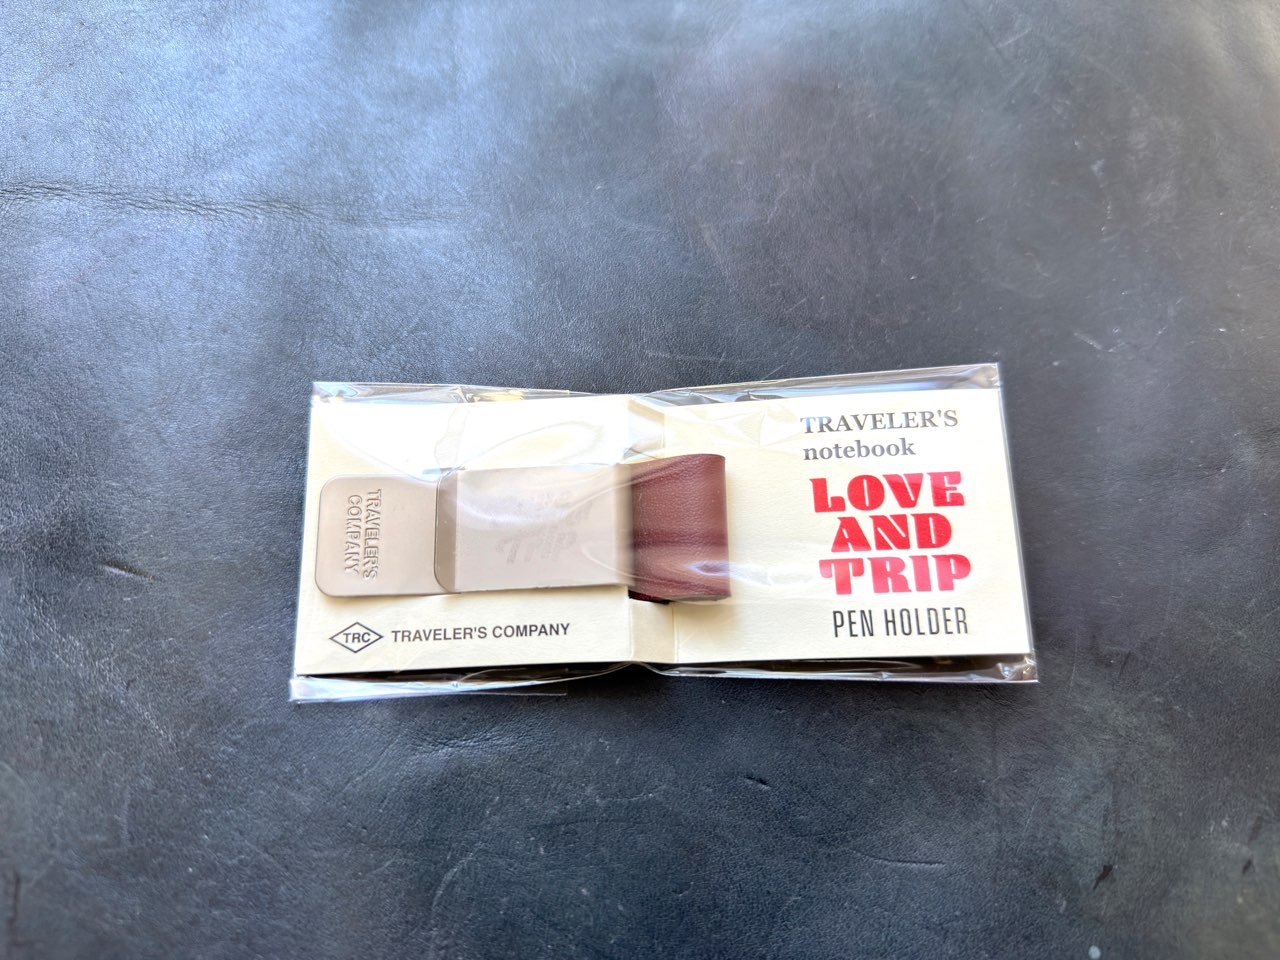 TRAVELER'S
COMPANY
TRC TRAVELER'S COMPANY
TRAVELER'S
notebook
LOVE
AND
TRIP
PEN HOLDER